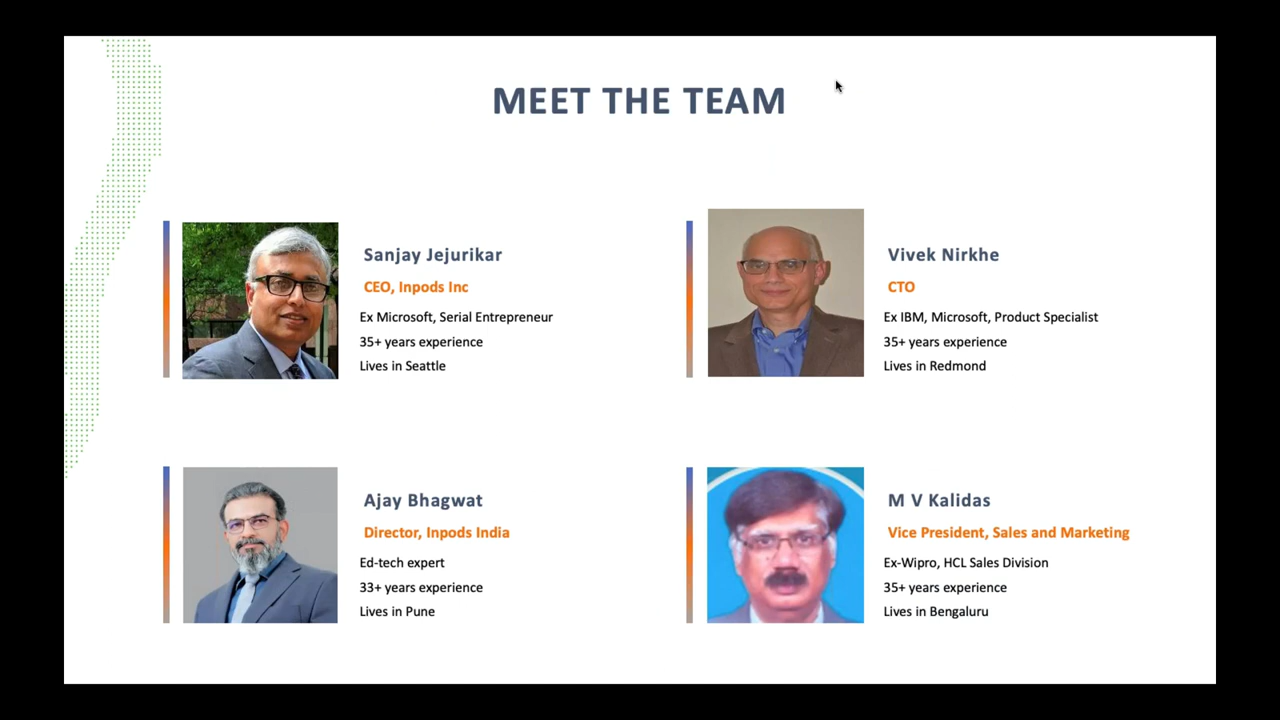 MEET THE TEAM
Sanjay Jejurikar
CEO, Inpods Inc
Ex Microsoft, Serial Entrepreneur
35+ years experience
Lives in Seattle
Vivek Nirkhe
CTO
Ex IBM, Microsoft, Product Specialist
35+ years experience
Lives in Redmond
Ajay Bhagwat
Director, Inpods India
Ed-tech expert
33+ years experience
Lives in Pune
M V Kalidas
Vice President, Sales and Marketing
Ex-Wipro, HCL Sales Division
35+ years experience
Lives in Bengaluru